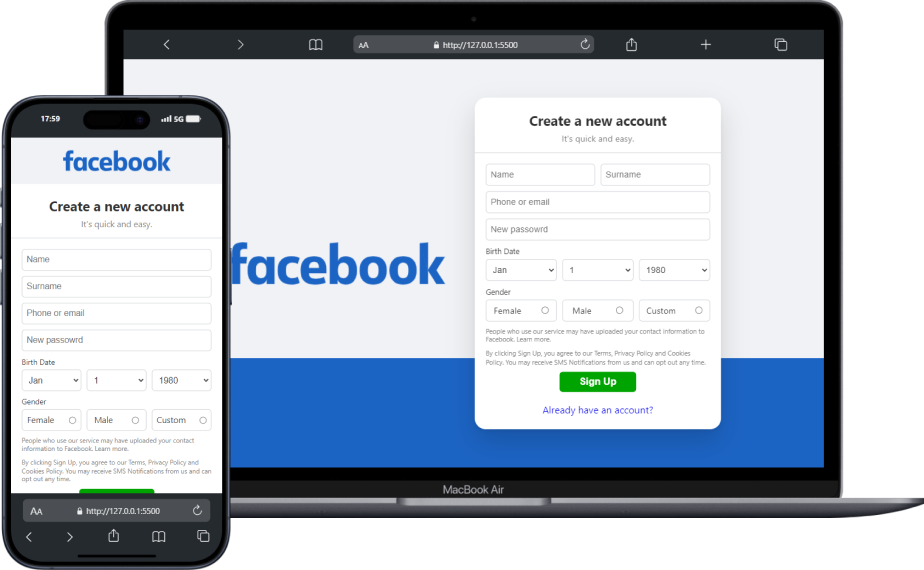 AA http://127.0.0.1:5500
facebook
Create a new account
It's quick and easy.
Name Surname
Phone or email
New passowrd
Birth Date
Jan 1 1980
Gender
Female Male Custom
People who use our service may have uploaded your contact information to
Facebook. Learn more.
By clicking Sign Up, you agree to our Terms, Privacy Policy and Cookies
Policy. You may receive SMS Notifications from us and can opt out any time.
Sign Up
Already have an account?
MacBook Air
17:59 5G
facebook
Create a new account
It's quick and easy.
Name
Surname
Phone or email
New passowrd
Birth Date
Jan 1 1980
Gender
Female Male Custom
People who use our service may have uploaded your contact
information to Facebook. Learn more.
By clicking Sign Up, you agree to our Terms, Privacy Policy and
Cookies Policy. You may receive SMS Notifications from us and can
opt out any time.
AA http://127.0.0.1:5500